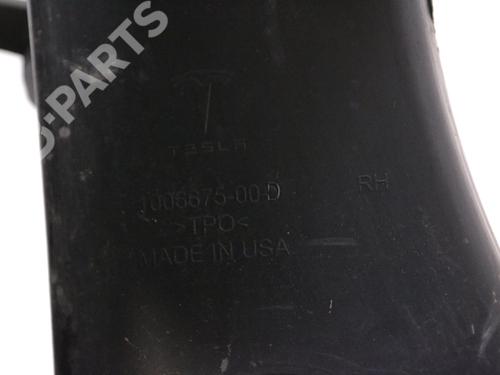 B-PARTS
TESLA
1006675-00-D
RH
>TPO<
MADE IN USA